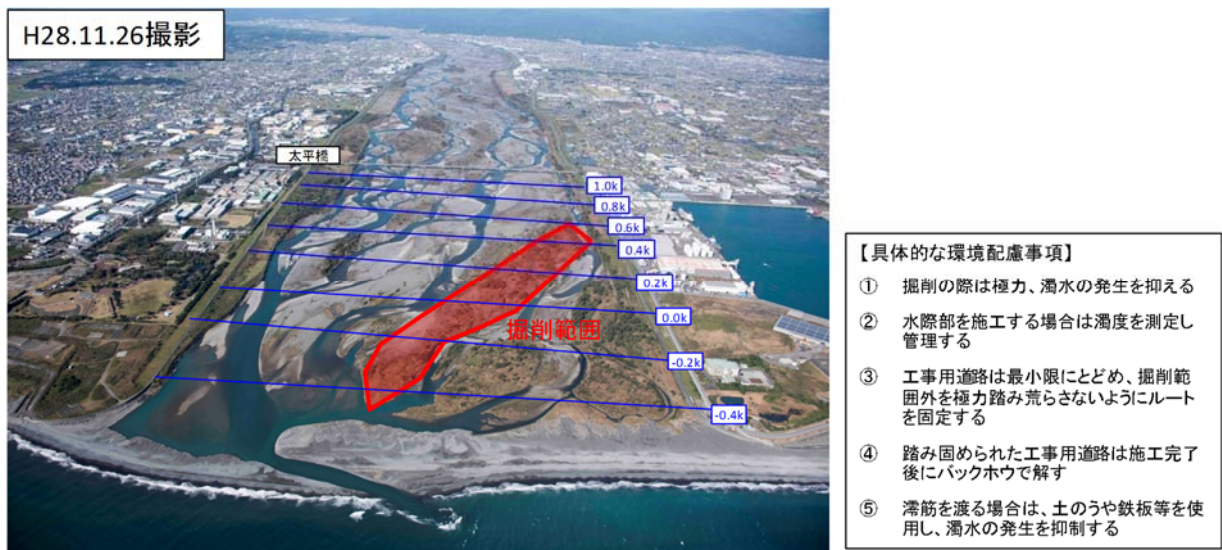 H28.11.26撮影
太平橋
1.0k
0.8k
0.6k
0.4k
0.2k
0.0k
-0.2k
-0.4k
掘削範囲
【具体的な環境配慮事項】
① 掘削の際は極力、濁水の発生を抑える
② 水際部を施工する場合は濁度を測定し
管理する
③ 工事用道路は最小限にとどめ、掘削範
囲外を極力踏み荒らさないようにルート
を固定する
④ 踏み固められた工事用道路は施工完了
後にバックホウで解す
⑤ 澪筋を渡る場合は、土のうや鉄板等を使
用し、濁水の発生を抑制する